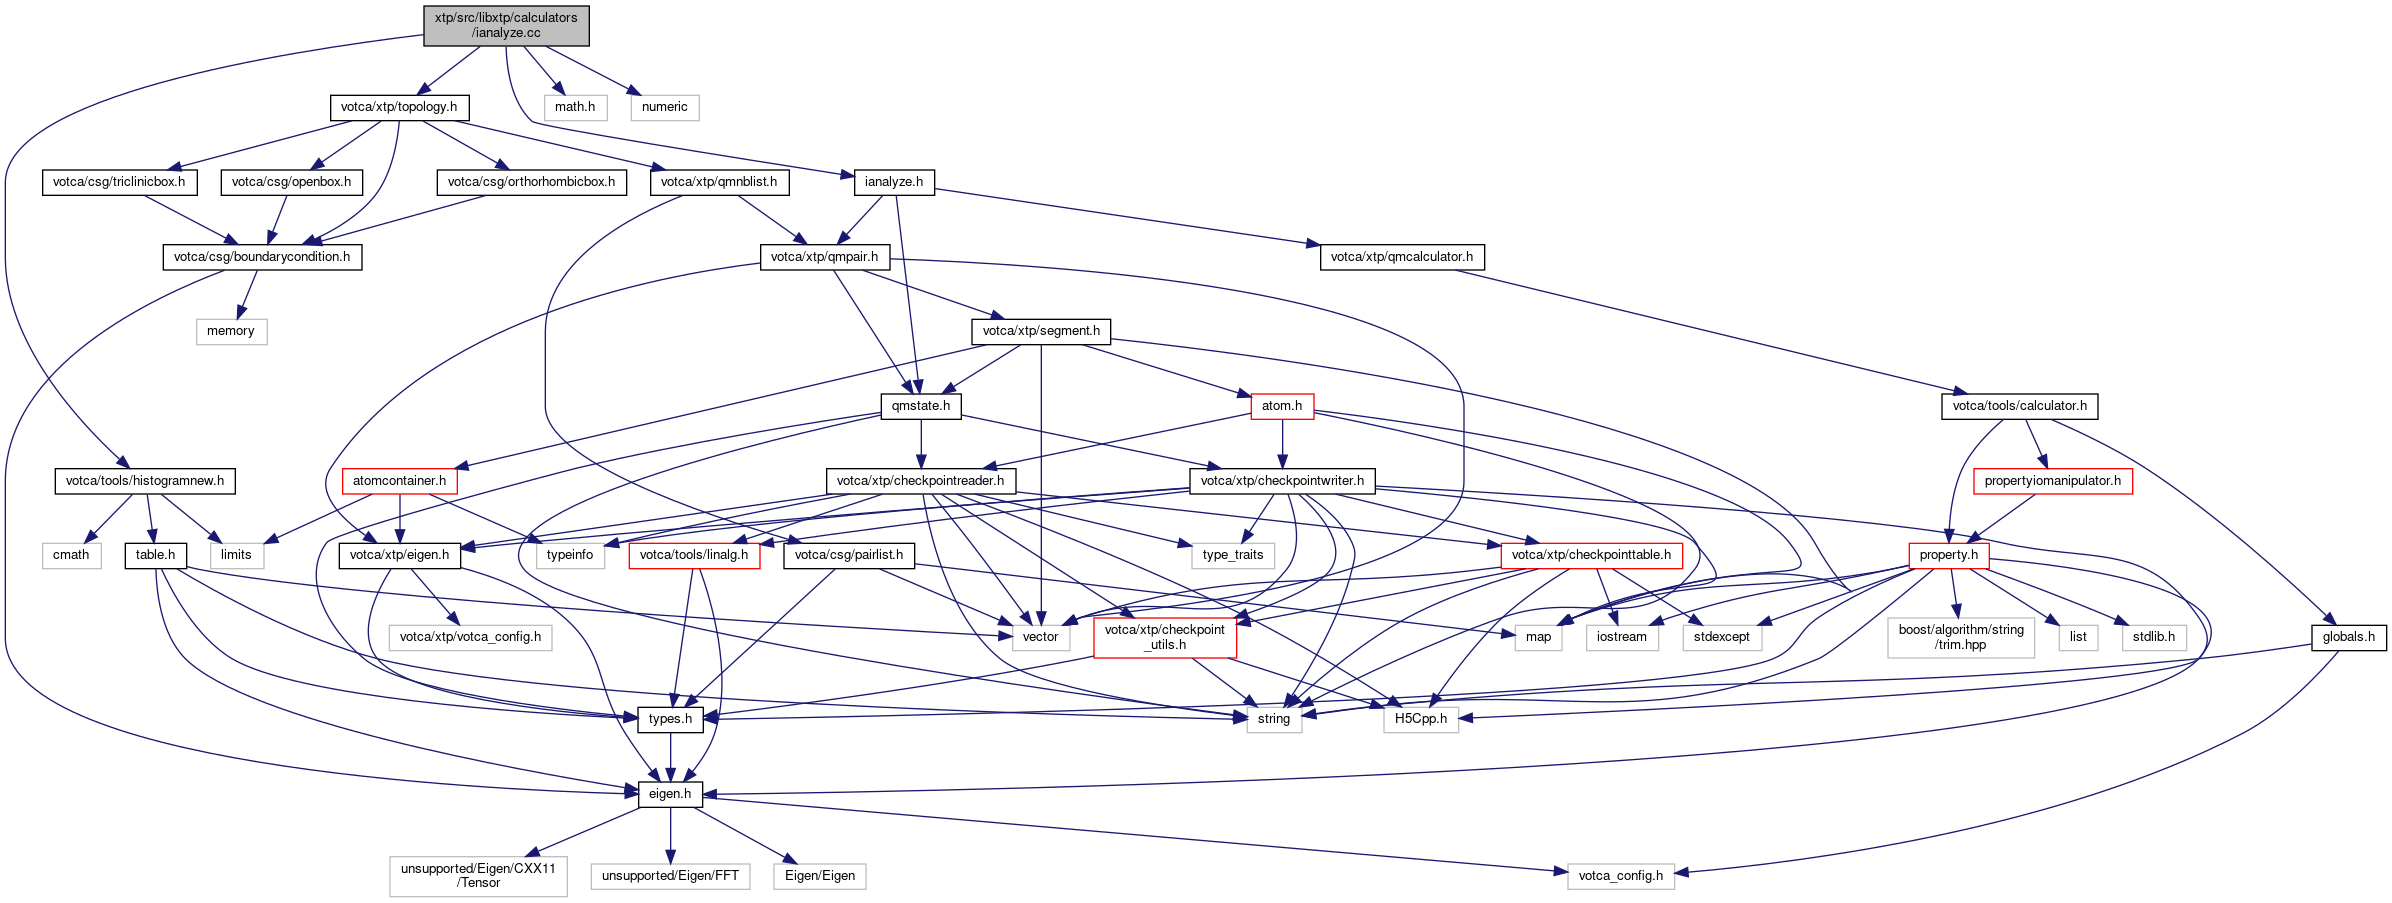 xtp/src/libxtp/calculators
/ianalyze.cc
votca/xtp/topology.h
math.h
numeric
votca/csg/triclinicbox.h
votca/csg/openbox.h
votca/csg/orthorhombicbox.h
votca/xtp/qmnblist.h
ianalyze.h
votca/csg/boundarycondition.h
votca/xtp/qmpair.h
votca/xtp/qmcalculator.h
memory
votca/xtp/segment.h
qmstate.h
atom.h
votca/tools/calculator.h
votca/tools/histogramnew.h
atomcontainer.h
votca/xtp/checkpointreader.h
votca/xtp/checkpointwriter.h
propertyiomanipulator.h
cmath
table.h
limits
votca/xtp/eigen.h
typeinfo
votca/tools/linalg.h
votca/csg/pairlist.h
type_traits
votca/xtp/checkpointtable.h
property.h
votca/xtp/votca_config.h
vector
votca/xtp/checkpoint
_utils.h
map
iostream
stdexcept
boost/algorithm/string
/trim.hpp
list
stdlib.h
globals.h
types.h
string
H5Cpp.h
eigen.h
unsupported/Eigen/CXX11
/Tensor
unsupported/Eigen/FFT
Eigen/Eigen
votca_config.h